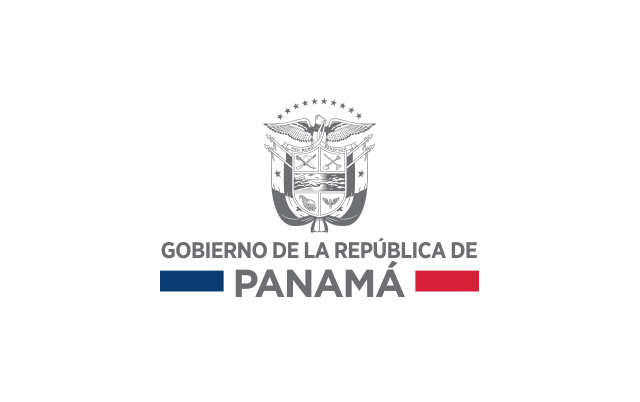 GOBIERNO DE LA REPÚBLICA DE
PANAMÁ